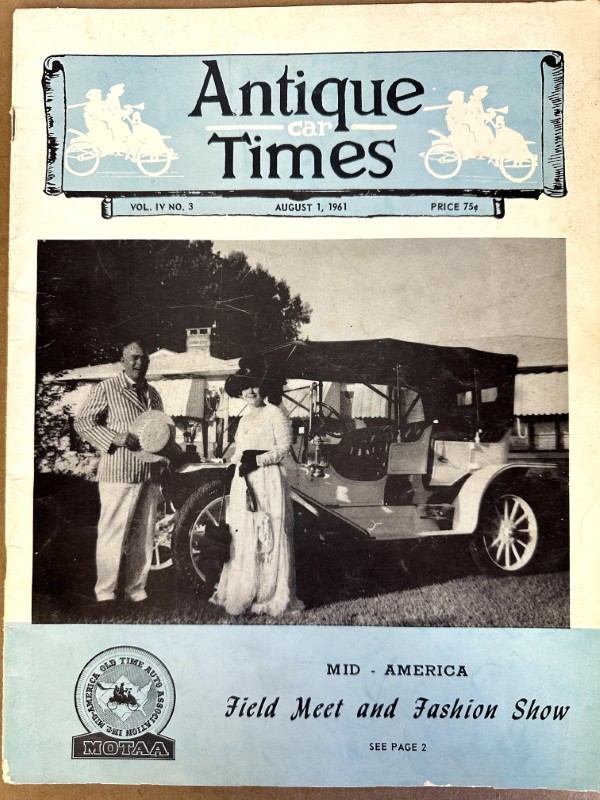 Antique
car
Times
VOL. IV NO. 3 AUGUST 1, 1961 PRICE 75¢
MID - AMERICA
Field Meet and Fashion Show
SEE PAGE 2
MID-AMERICA OLD TIME AUTO ASSOCIATION INC.
MOTAA